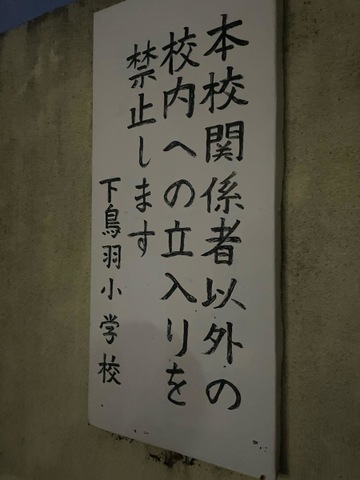 本校関係者以外の
校内への立入りを
禁止します
下鳥羽小学校